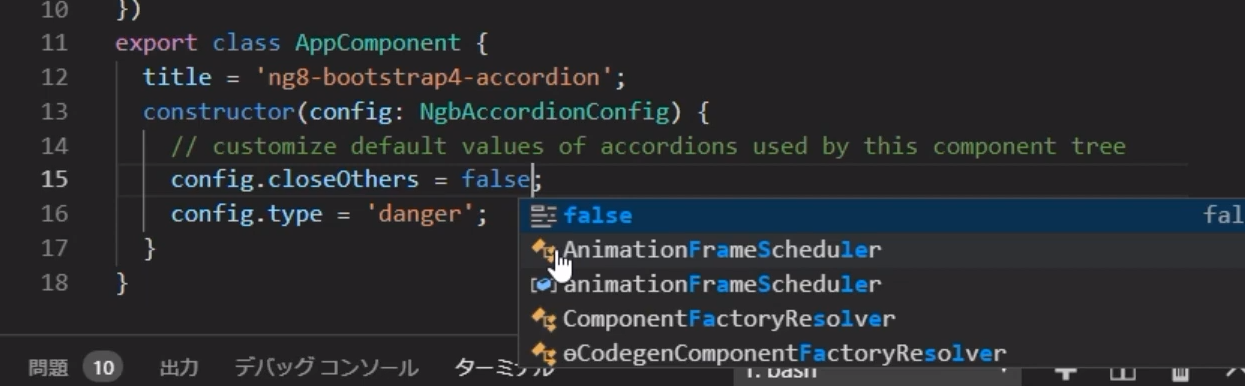 10 })
11 export class AppComponent {
12 title = 'ng8-bootstrap4-accordion';
13 constructor(config: NgbAccordionConfig) {
14 // customize default values of accordions used by this component tree
15 config.closeOthers = false;
16 config.type = 'danger';
17 }
18 }
false fal
AnimationFrameScheduler
animationFrameScheduler
ComponentFactoryResolver
ɵCodegenComponentFactoryResolver
問題 10 出力 デバッグ コンソール ターミナル 1: bash